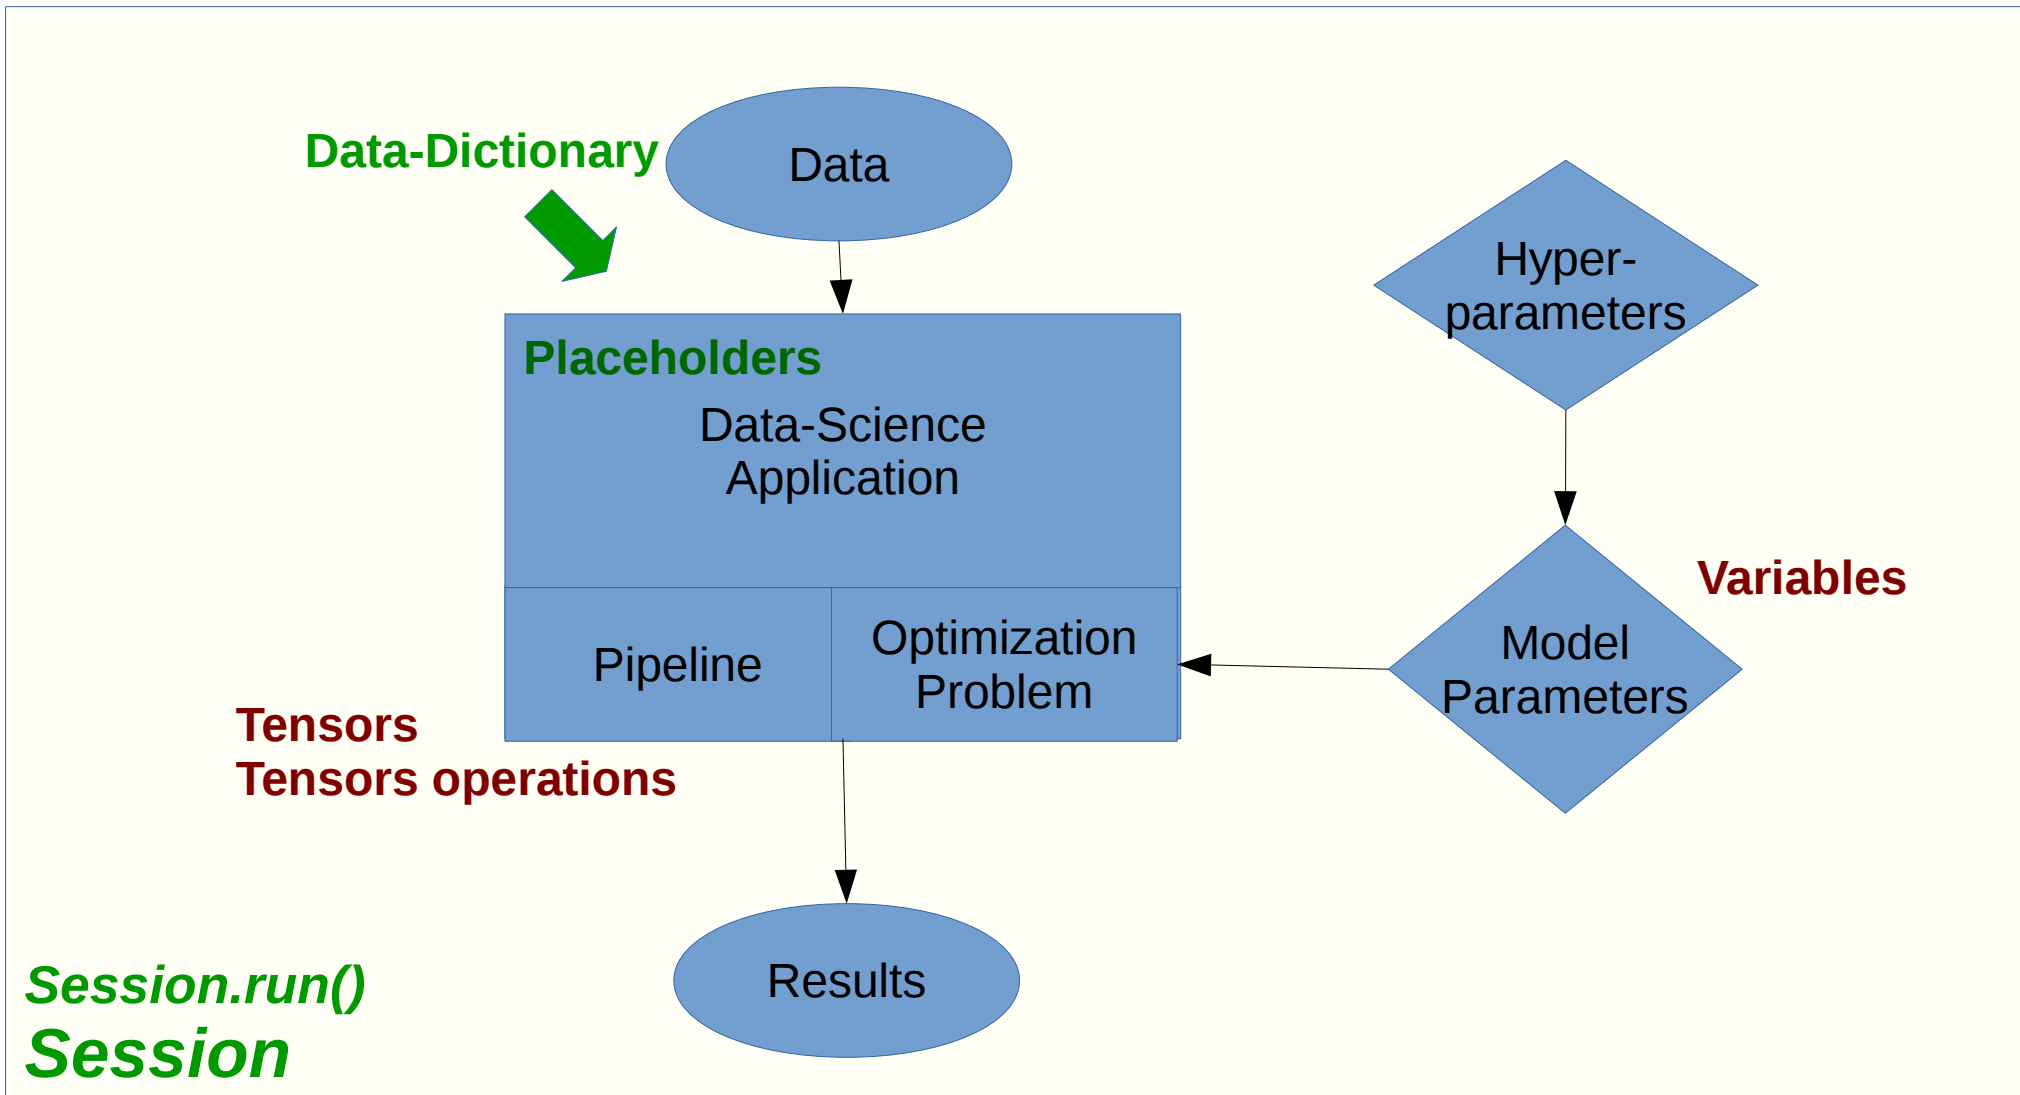 Data-Dictionary
Data
Hyper-
parameters
Placeholders
Data-Science
Application
Variables
Pipeline
Optimization
Problem
Model
Parameters
Tensors
Tensors operations
Results
Session.run()
Session